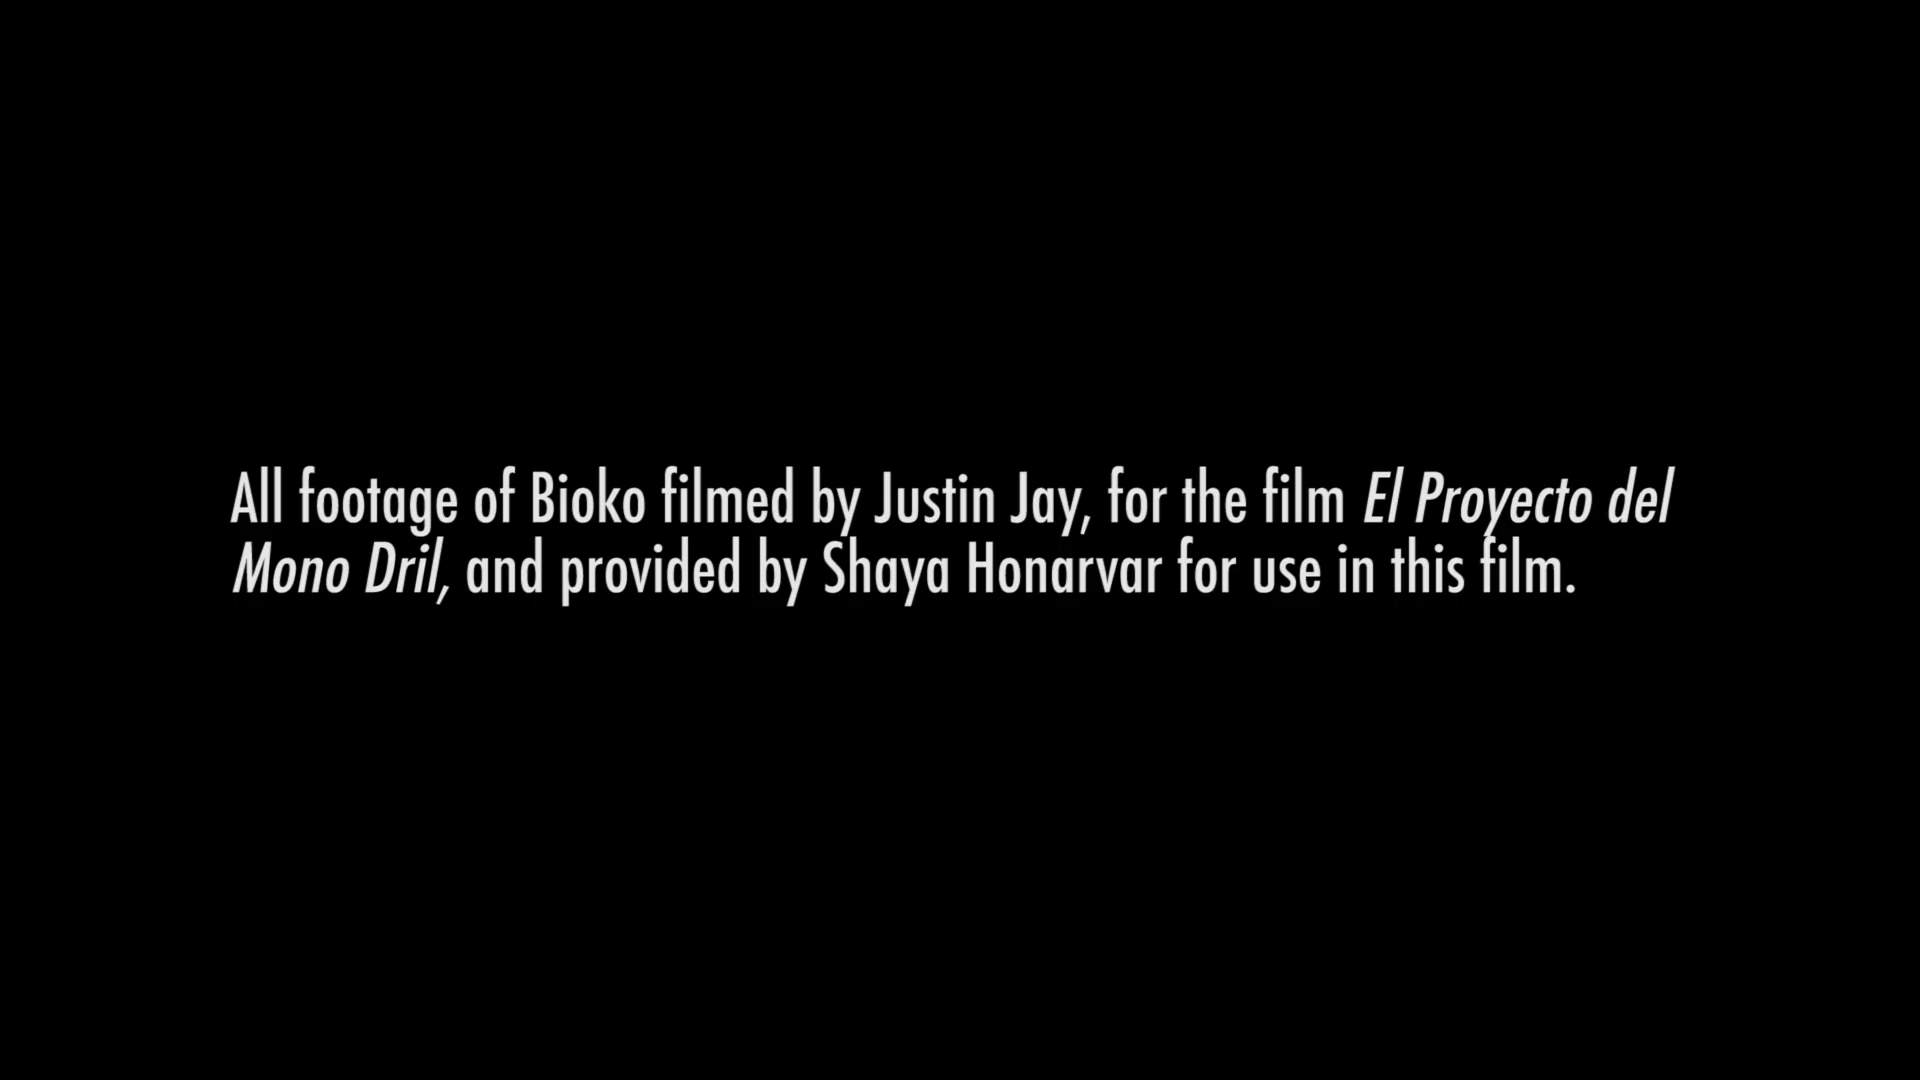 All footage of Bioko filmed by Justin Jay, for the film El Proyecto del
Mono Dril, and provided by Shaya Honarvar for use in this film.